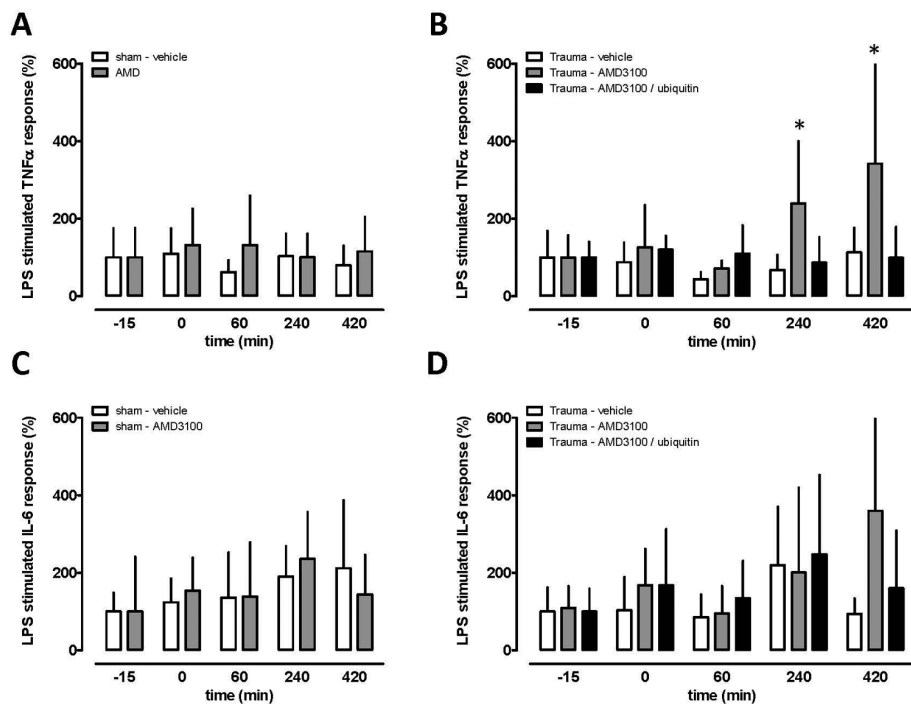 A
sham - vehicle
AMD
LPS stimulated TNFα response (%)
600
400
200
0
-15 0 60 240 420
time (min)
B
Trauma - vehicle
Trauma - AMD3100
Trauma - AMD3100 / ubiquitin
LPS stimulated TNFα response (%)
600
400
200
0
*
*
-15 0 60 240 420
time (min)
C
sham - vehicle
sham - AMD3100
LPS stimulated IL-6 response (%)
600
400
200
0
-15 0 60 240 420
time (min)
D
Trauma - vehicle
Trauma - AMD3100
Trauma - AMD3100 / ubiquitin
LPS stimulated IL-6 response (%)
600
400
200
0
-15 0 60 240 420
time (min)